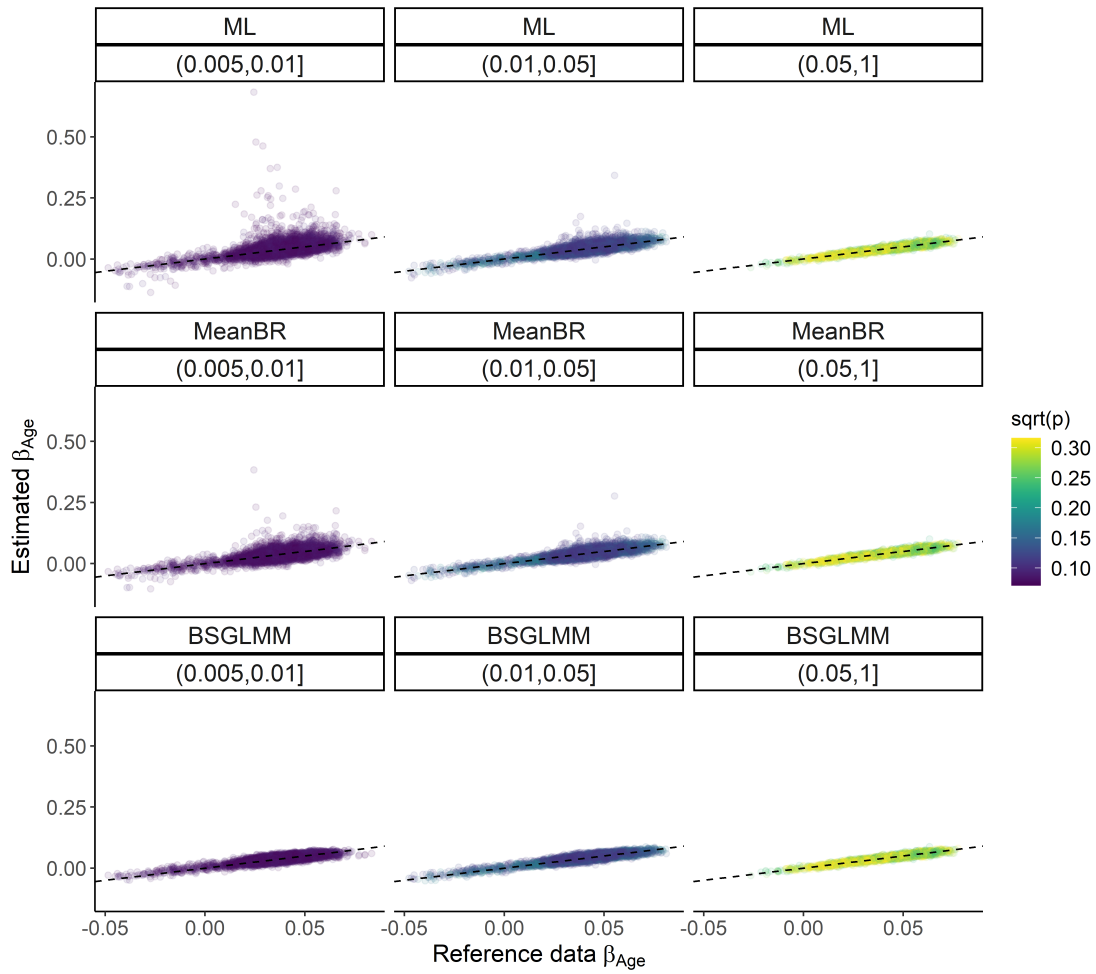 ML ML ML
(0.005,0.01] (0.01,0.05] (0.05,1]
0.50
0.25
0.00
MeanBR MeanBR MeanBR
(0.005,0.01] (0.01,0.05] (0.05,1]
0.50
0.25
0.00
BSGLMM BSGLMM BSGLMM
(0.005,0.01] (0.01,0.05] (0.05,1]
0.50
0.25
0.00
-0.05 0.00 0.05 -0.05 0.00 0.05 -0.05 0.00 0.05
Reference data βAge
Estimated βAge
sqrt(p)
0.30
0.25
0.20
0.15
0.10